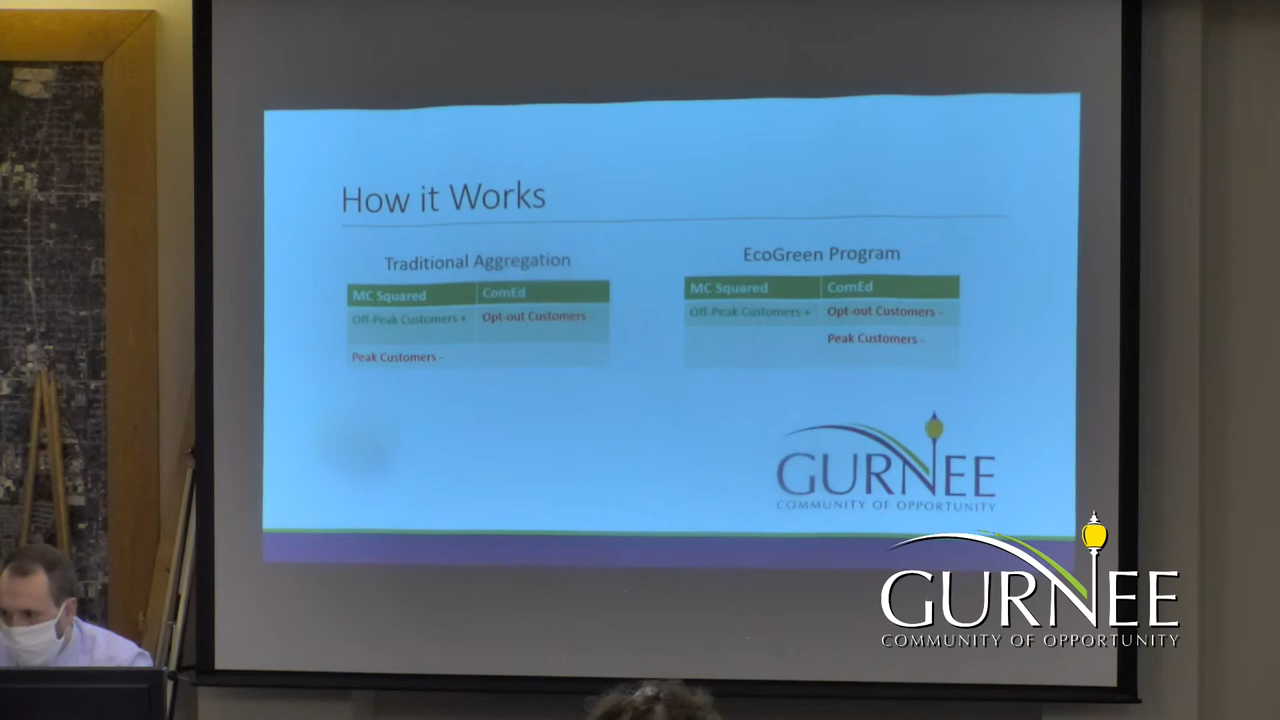 How it Works
Traditional Aggregation
MC Squared ComEd
Off-Peak Customers + Opt-out Customers -
Peak Customers -
EcoGreen Program
MC Squared ComEd
Off-Peak Customers + Opt-out Customers -
Peak Customers -
GURNEE
COMMUNITY OF OPPORTUNITY
GURNEE
COMMUNITY OF OPPORTUNITY